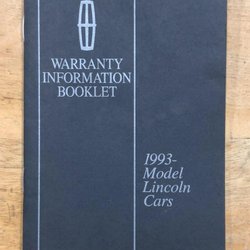 WARRANTY
INFORMATION
BOOKLET
1993-
Model
Lincoln
Cars